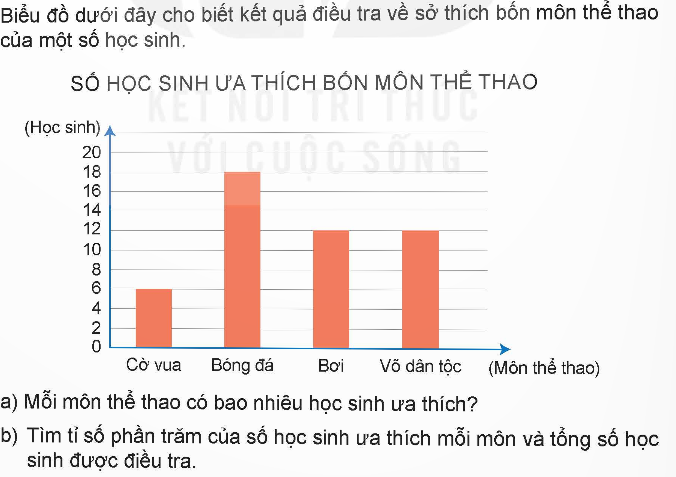 Biểu đồ dưới đây cho biết kết quả điều tra về sở thích bốn môn thể thao
của một số học sinh.
SỐ HỌC SINH ƯA THÍCH BỐN MÔN THỂ THAO
KẾT NỐI TRI THỨC
VỚI CUỘC SỐNG
(Học sinh)
20
18
16
14
12
10
8
6
4
2
0
Cờ vua Bóng đá Bơi Võ dân tộc (Môn thể thao)
a) Mỗi môn thể thao có bao nhiêu học sinh ưa thích?
b) Tìm tỉ số phần trăm của số học sinh ưa thích mỗi môn và tổng số học
sinh được điều tra.